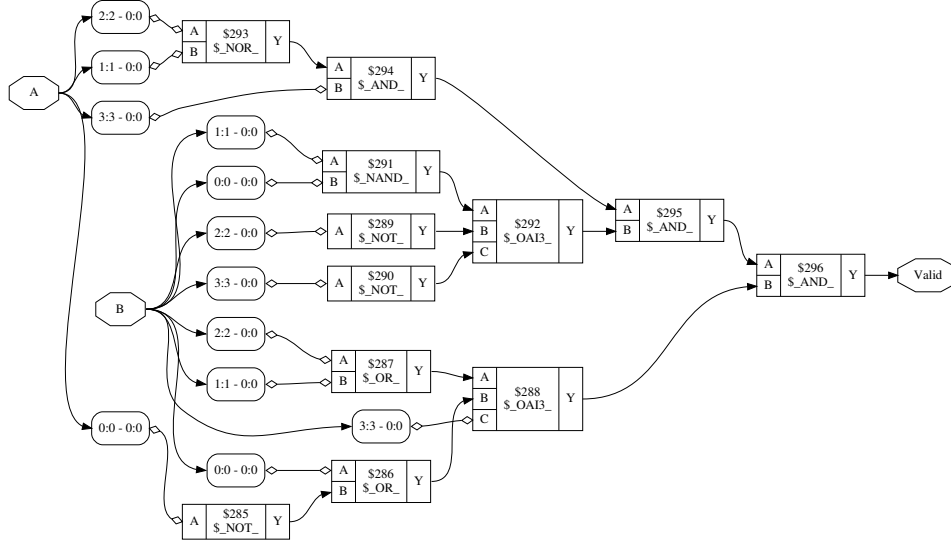 2:2 - 0:0
A
B
$293
$_NOR_
Y
1:1 - 0:0
A
B
$294
$_AND_
Y
A
3:3 - 0:0
1:1 - 0:0
A
B
$291
$_NAND_
Y
0:0 - 0:0
2:2 - 0:0
A
$289
$_NOT_
Y
A
B
C
$292
$_OAI3_
Y
A
B
$295
$_AND_
Y
3:3 - 0:0
A
$290
$_NOT_
Y
A
B
$296
$_AND_
Y
Valid
B
2:2 - 0:0
A
B
$287
$_OR_
Y
1:1 - 0:0
A
B
C
$288
$_OAI3_
Y
3:3 - 0:0
0:0 - 0:0
0:0 - 0:0
A
B
$286
$_OR_
Y
A
$285
$_NOT_
Y